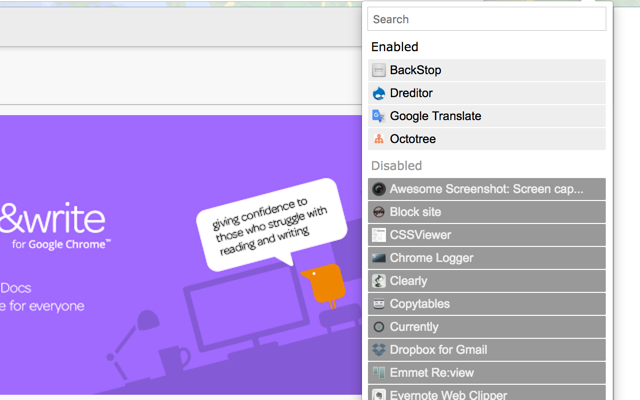 &write
for Google Chrome™
Docs
e for everyone
giving confidence to
those who struggle with
reading and writing
Search
Enabled
BackStop
Dreditor
Google Translate
Octotree
Disabled
Awesome Screenshot: Screen cap...
Block site
CSSViewer
Chrome Logger
Clearly
Copytables
Currently
Dropbox for Gmail
Emmet Re:view
Evernote Web Clipper